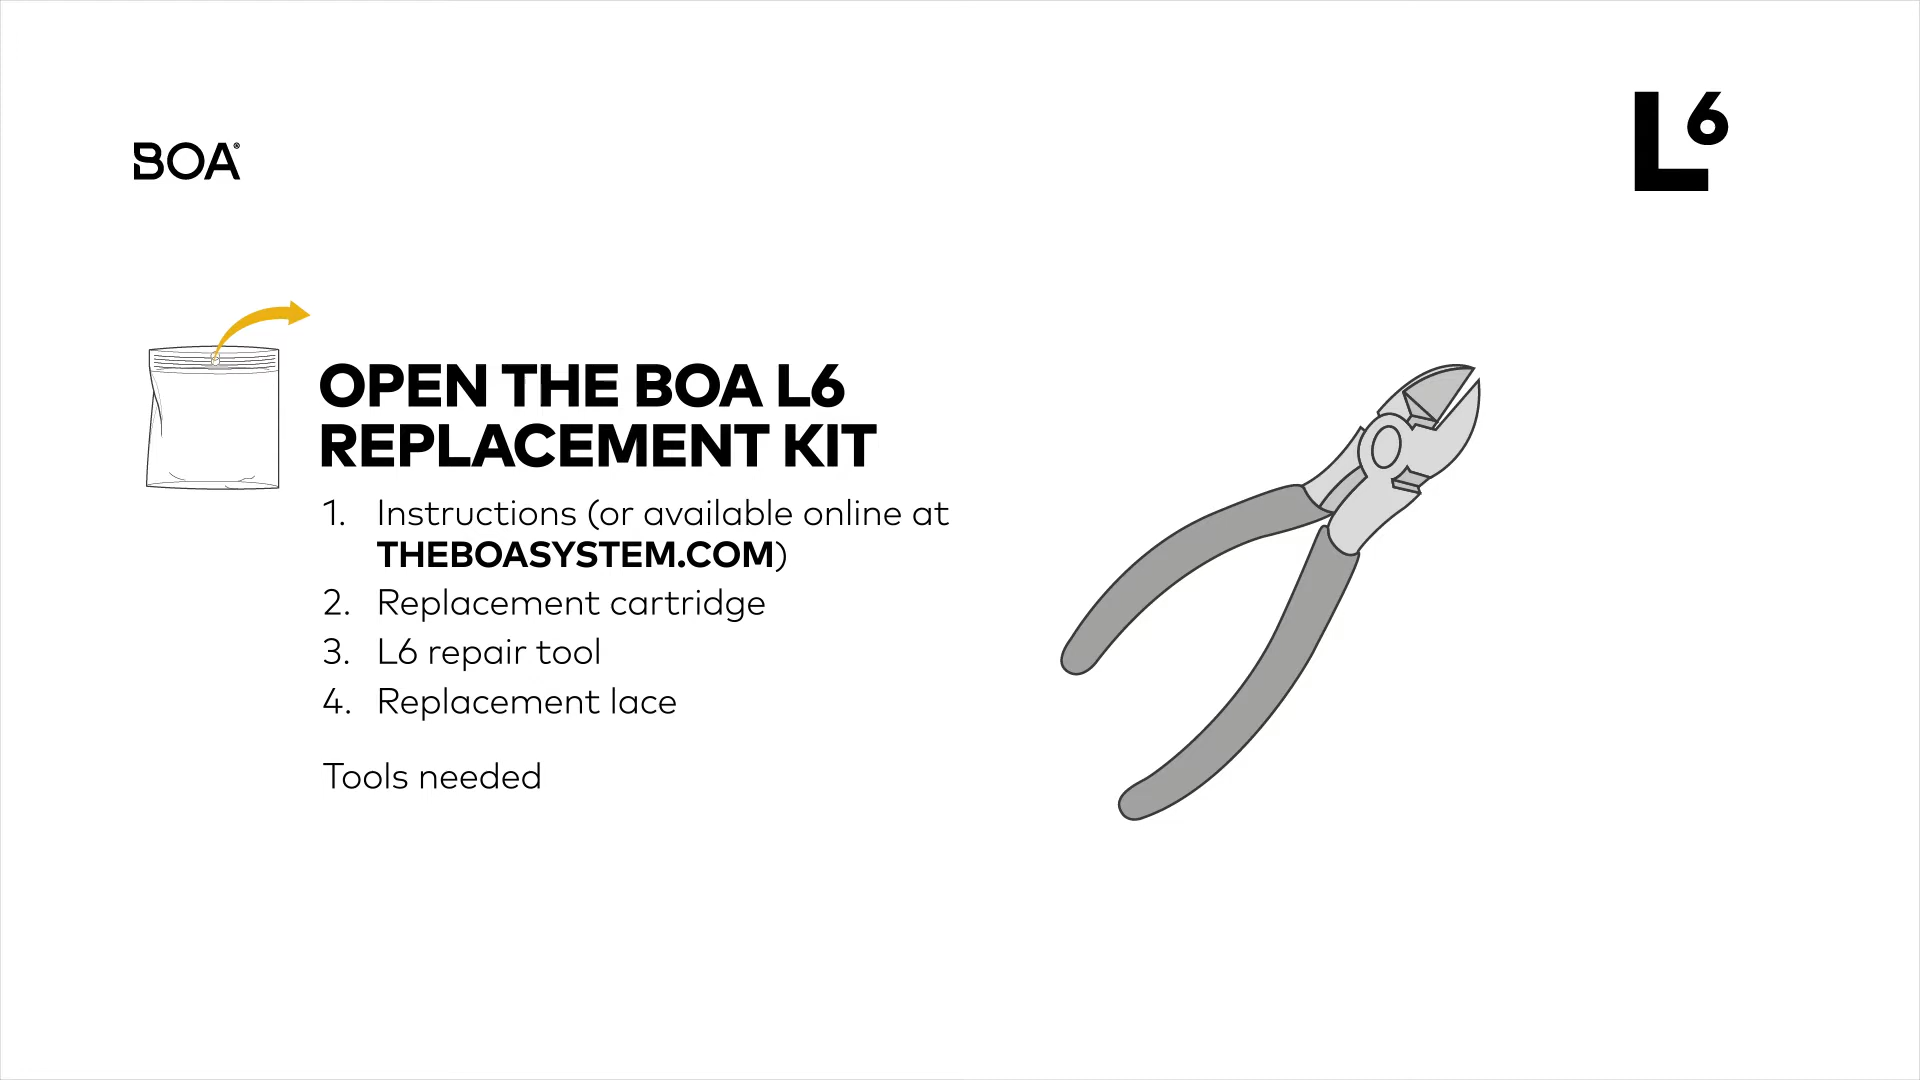 BOA®
L6
OPEN THE BOA L6
REPLACEMENT KIT
1. Instructions (or available online at
THEBOASYSTEM.COM)
2. Replacement cartridge
3. L6 repair tool
4. Replacement lace
Tools needed